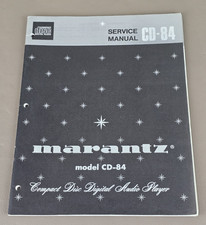 SERVICE
MANUAL
CD-84
marantz®
model CD-84
Compact Disc Digital Audio Player